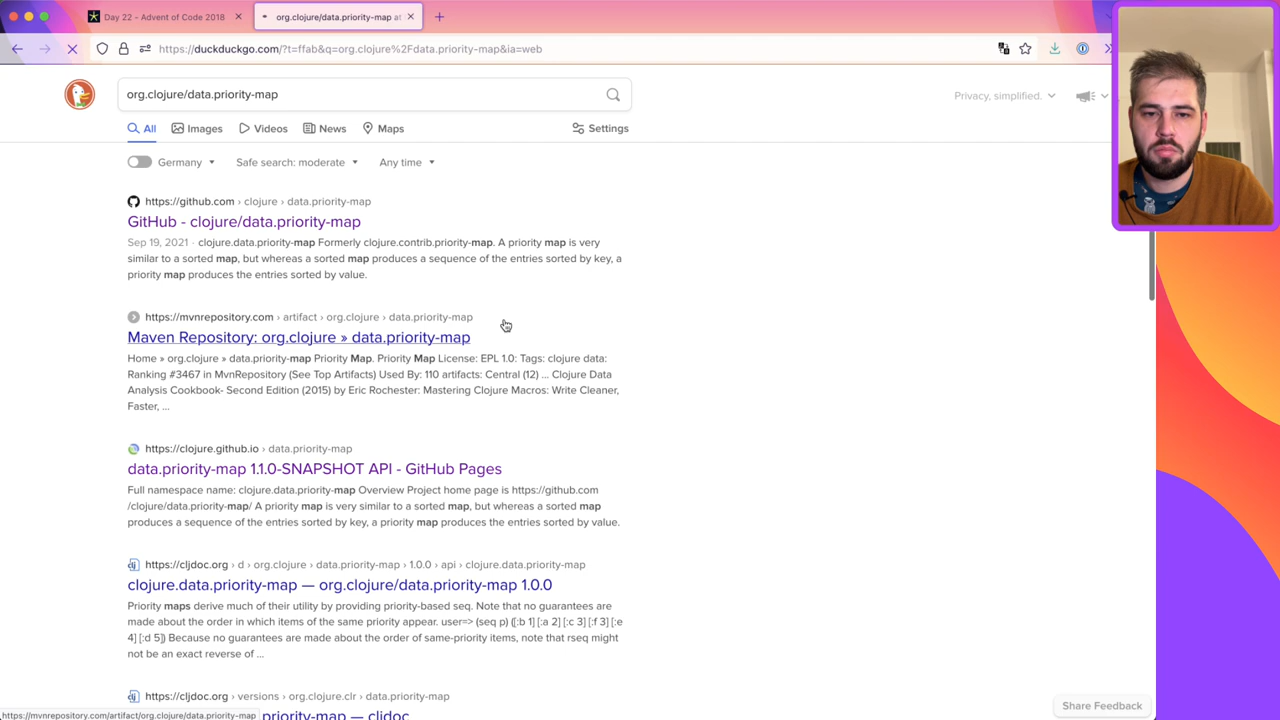 Day 22 - Advent of Code 2018
org.clojure/data.priority-map at
https://duckduckgo.com/?t=ffab&q=org.clojure%2Fdata.priority-map&ia=web
org.clojure/data.priority-map
Privacy, simplified.
All
Images
Videos
News
Maps
Settings
Germany
Safe search: moderate
Any time
https://github.com › clojure › data.priority-map
GitHub - clojure/data.priority-map
Sep 19, 2021 · clojure.data.priority-map Formerly clojure.contrib.priority-map. A priority map is very
similar to a sorted map, but whereas a sorted map produces a sequence of the entries sorted by key, a
priority map produces the entries sorted by value.
https://mvnrepository.com › artifact › org.clojure › data.priority-map
Maven Repository: org.clojure » data.priority-map
Home » org.clojure » data.priority-map Priority Map. Priority Map License: EPL 1.0: Tags: clojure data:
Ranking #3467 in MvnRepository (See Top Artifacts) Used By: 110 artifacts: Central (12) ... Clojure Data
Analysis Cookbook- Second Edition (2015) by Eric Rochester: Mastering Clojure Macros: Write Cleaner,
Faster, ...
https://clojure.github.io › data.priority-map
data.priority-map 1.1.0-SNAPSHOT API - GitHub Pages
Full namespace name: clojure.data.priority-map Overview Project home page is https://github.com
/clojure/data.priority-map/ A priority map is very similar to a sorted map, but whereas a sorted map
produces a sequence of the entries sorted by key, a priority map produces the entries sorted by value.
https://cljdoc.org › d › org.clojure › data.priority-map › 1.0.0 › api › clojure.data.priority-map
clojure.data.priority-map — org.clojure/data.priority-map 1.0.0
Priority maps derive much of their utility by providing priority-based seq. Note that no guarantees are
made about the order in which items of the same priority appear. user=> (seq p) ([:b 1] [:a 2] [:c 3] [:f 3] [:e
4] [:d 5]) Because no guarantees are made about the order of same-priority items, note that rseq might
not be an exact reverse of ...
https://cljdoc.org › versions › org.clojure.clr › data.priority-map
priority-map — cljdoc
https://mvnrepository.com/artifact/org.clojure/data.priority-map
Share Feedback